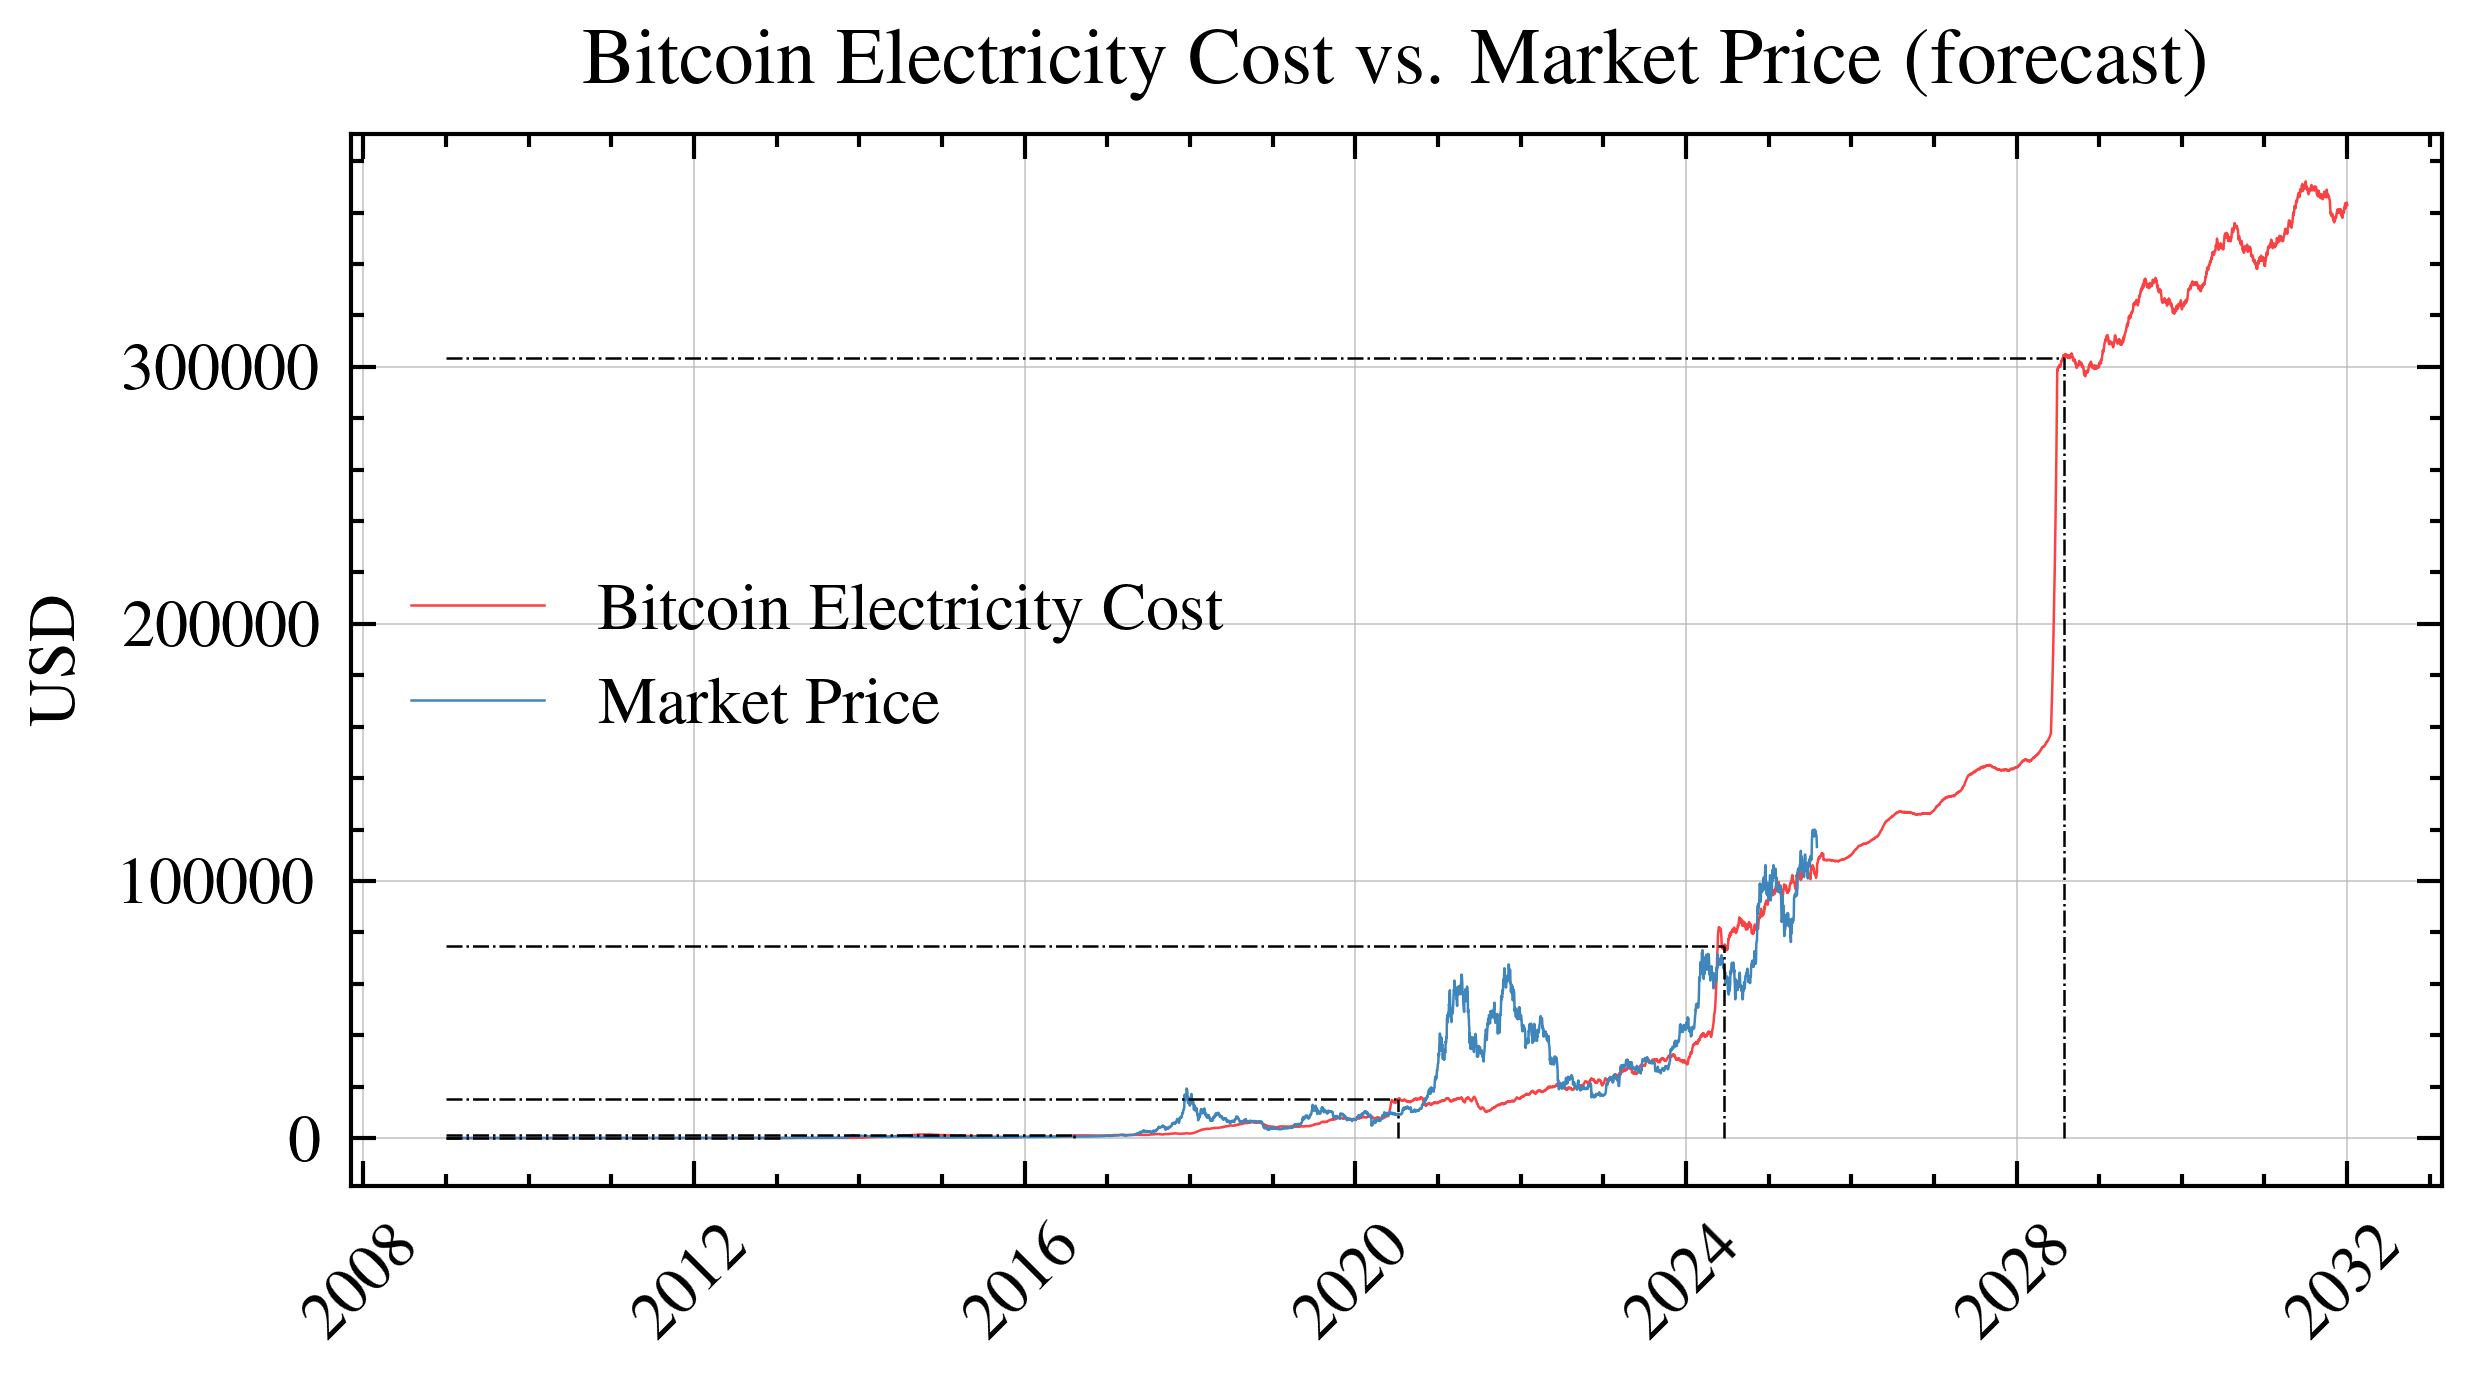 Bitcoin Electricity Cost vs. Market Price (forecast)
USD
300000
200000
100000
0
Bitcoin Electricity Cost
Market Price
2008
2012
2016
2020
2024
2028
2032